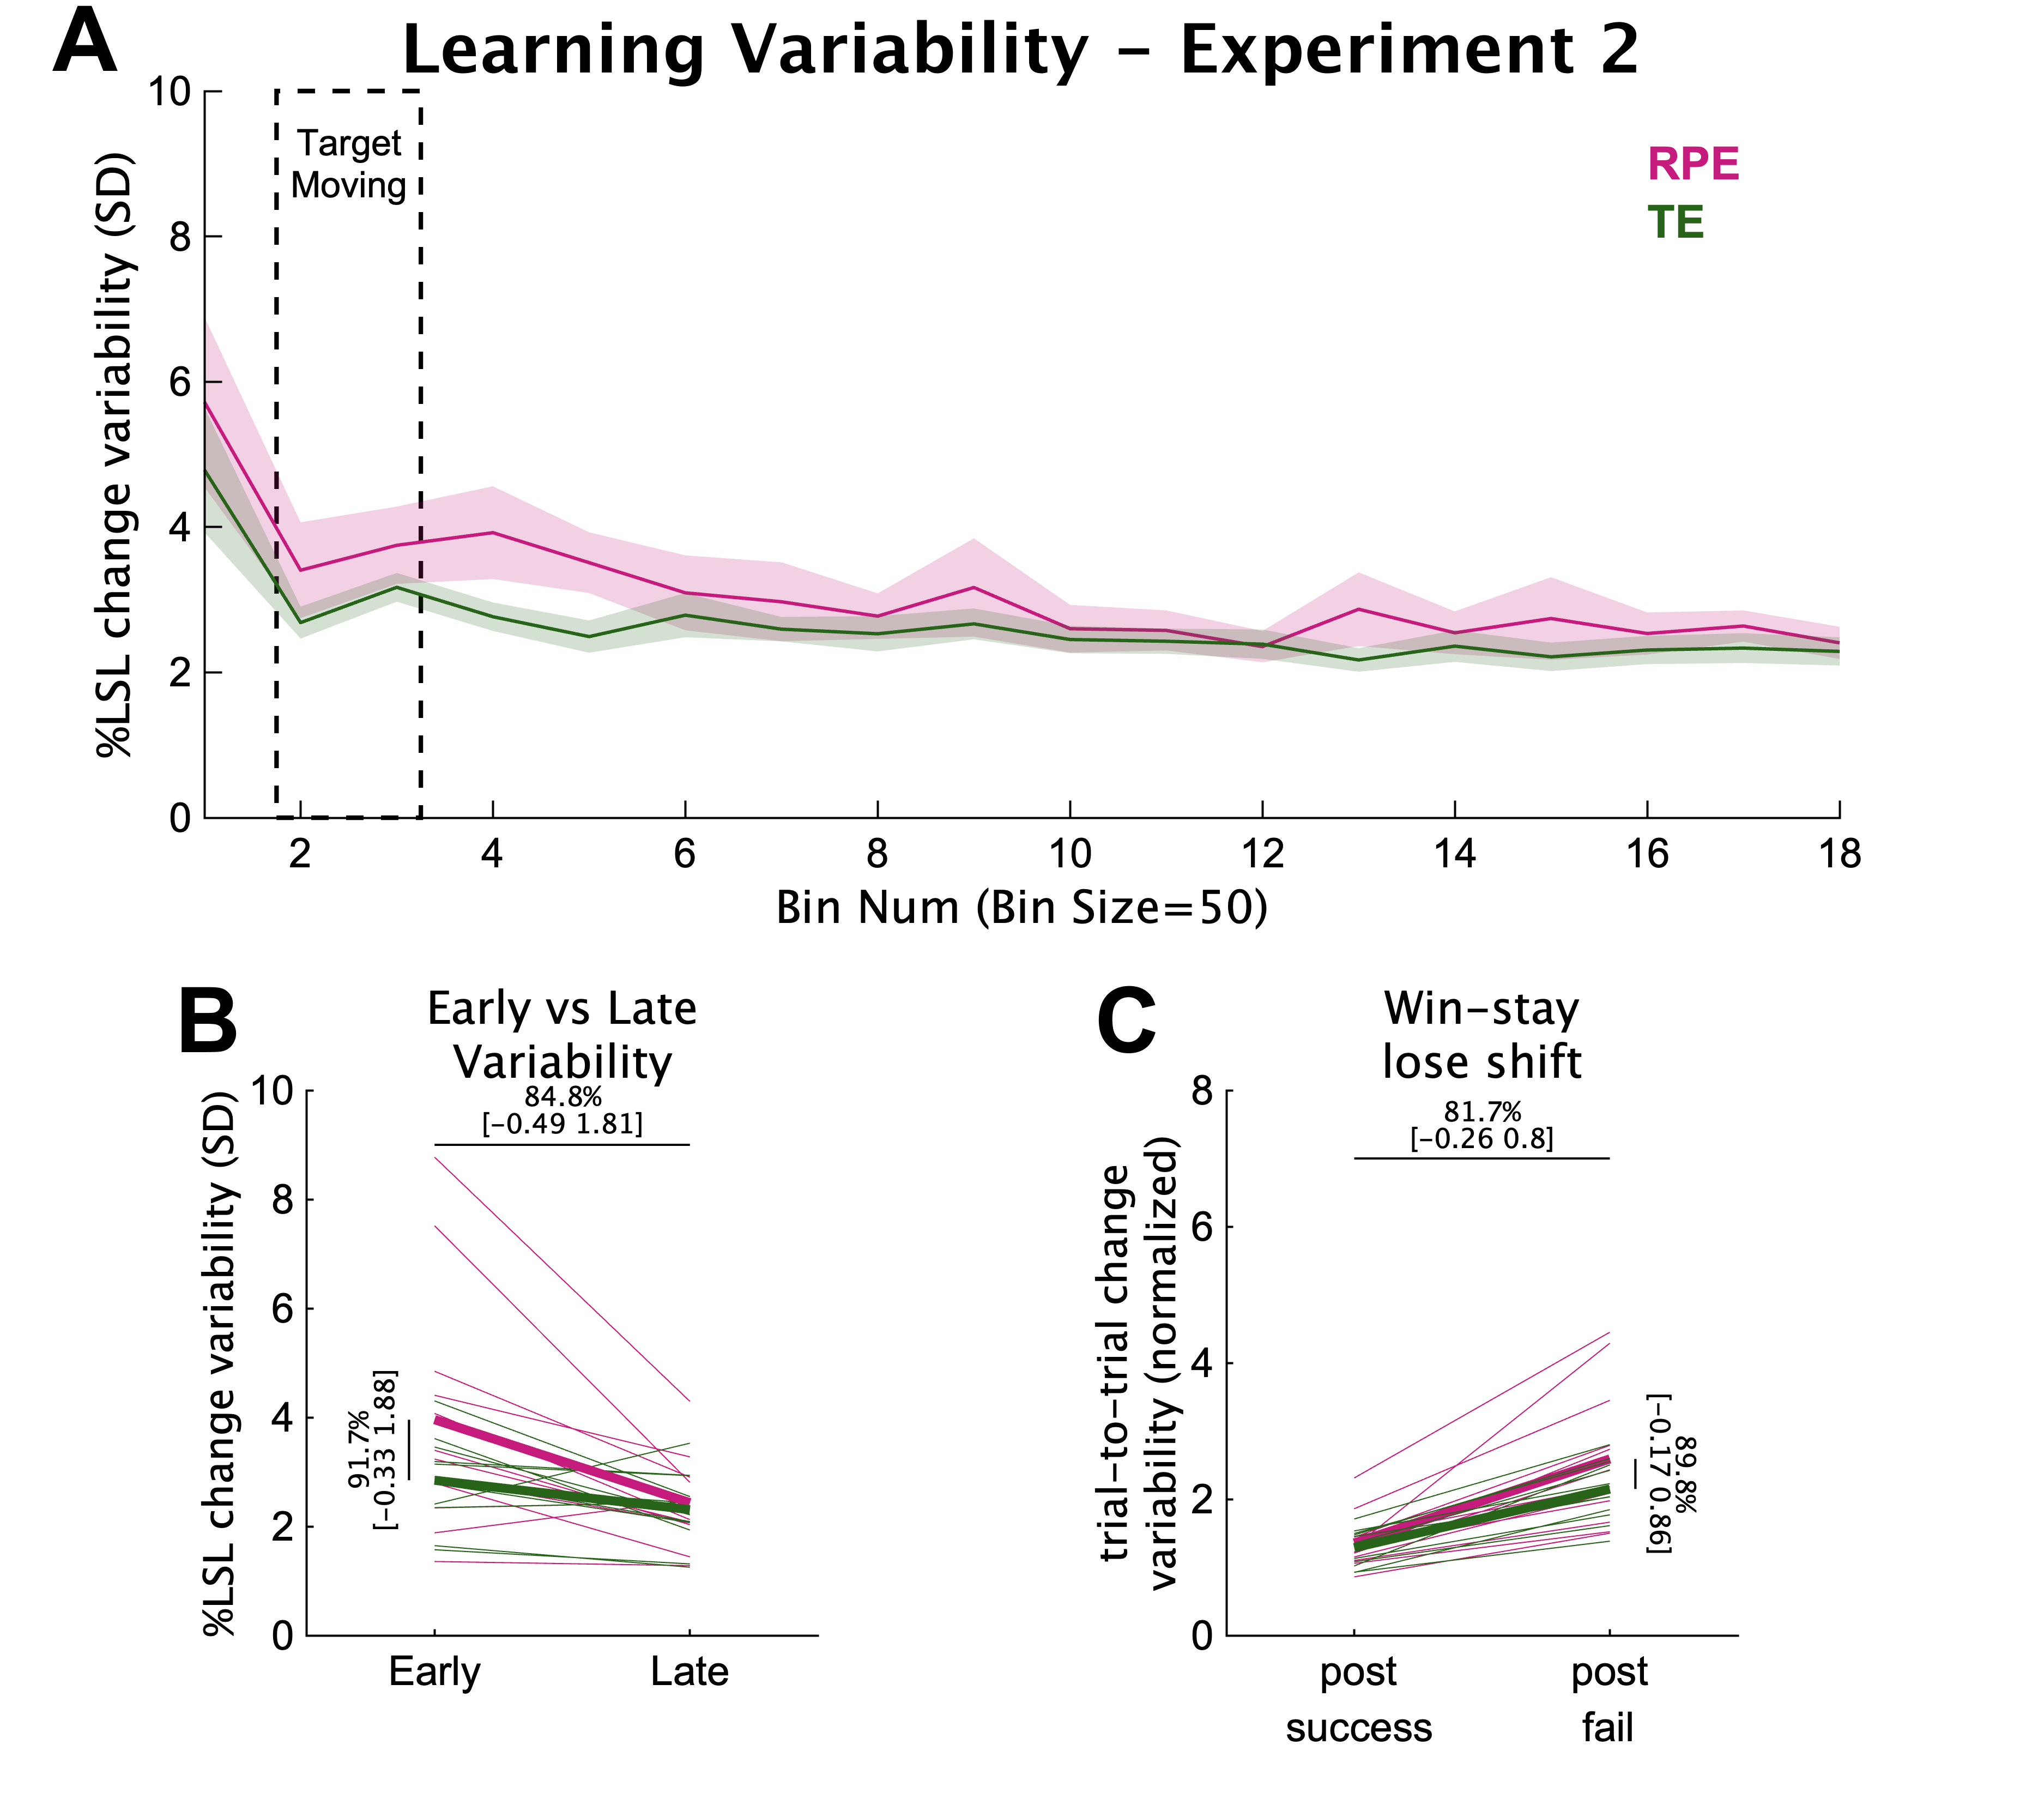 A
Learning Variability – Experiment 2
%LSL change variability (SD)
10
8
6
4
2
0
Target
Moving
RPE
TE
2 4 6 8 10 12 14 16 18
Bin Num (Bin Size=50)
B
Early vs Late
Variability
84.8%
[−0.49 1.81]
%LSL change variability (SD)
10
8
6
4
2
0
91.7%
[−0.33 1.88]
Early Late
C
Win−stay
lose shift
81.7%
[−0.26 0.8]
trial−to−trial change
variability (normalized)
8
6
4
2
0
89.8%
[−0.17 0.86]
post post
success fail